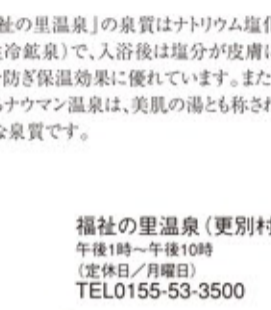 祉の里温泉」の泉質はナトリウム塩化
冷鉱泉)で、入浴後は塩分が皮膚に
防ぎ保温効果に優れています。また
ナウマン温泉は、美肌の湯とも称され
な泉質です。
福祉の里温泉（更別村
午後1時～午後10時
（定休日／月曜日）
TEL0155-53-3500